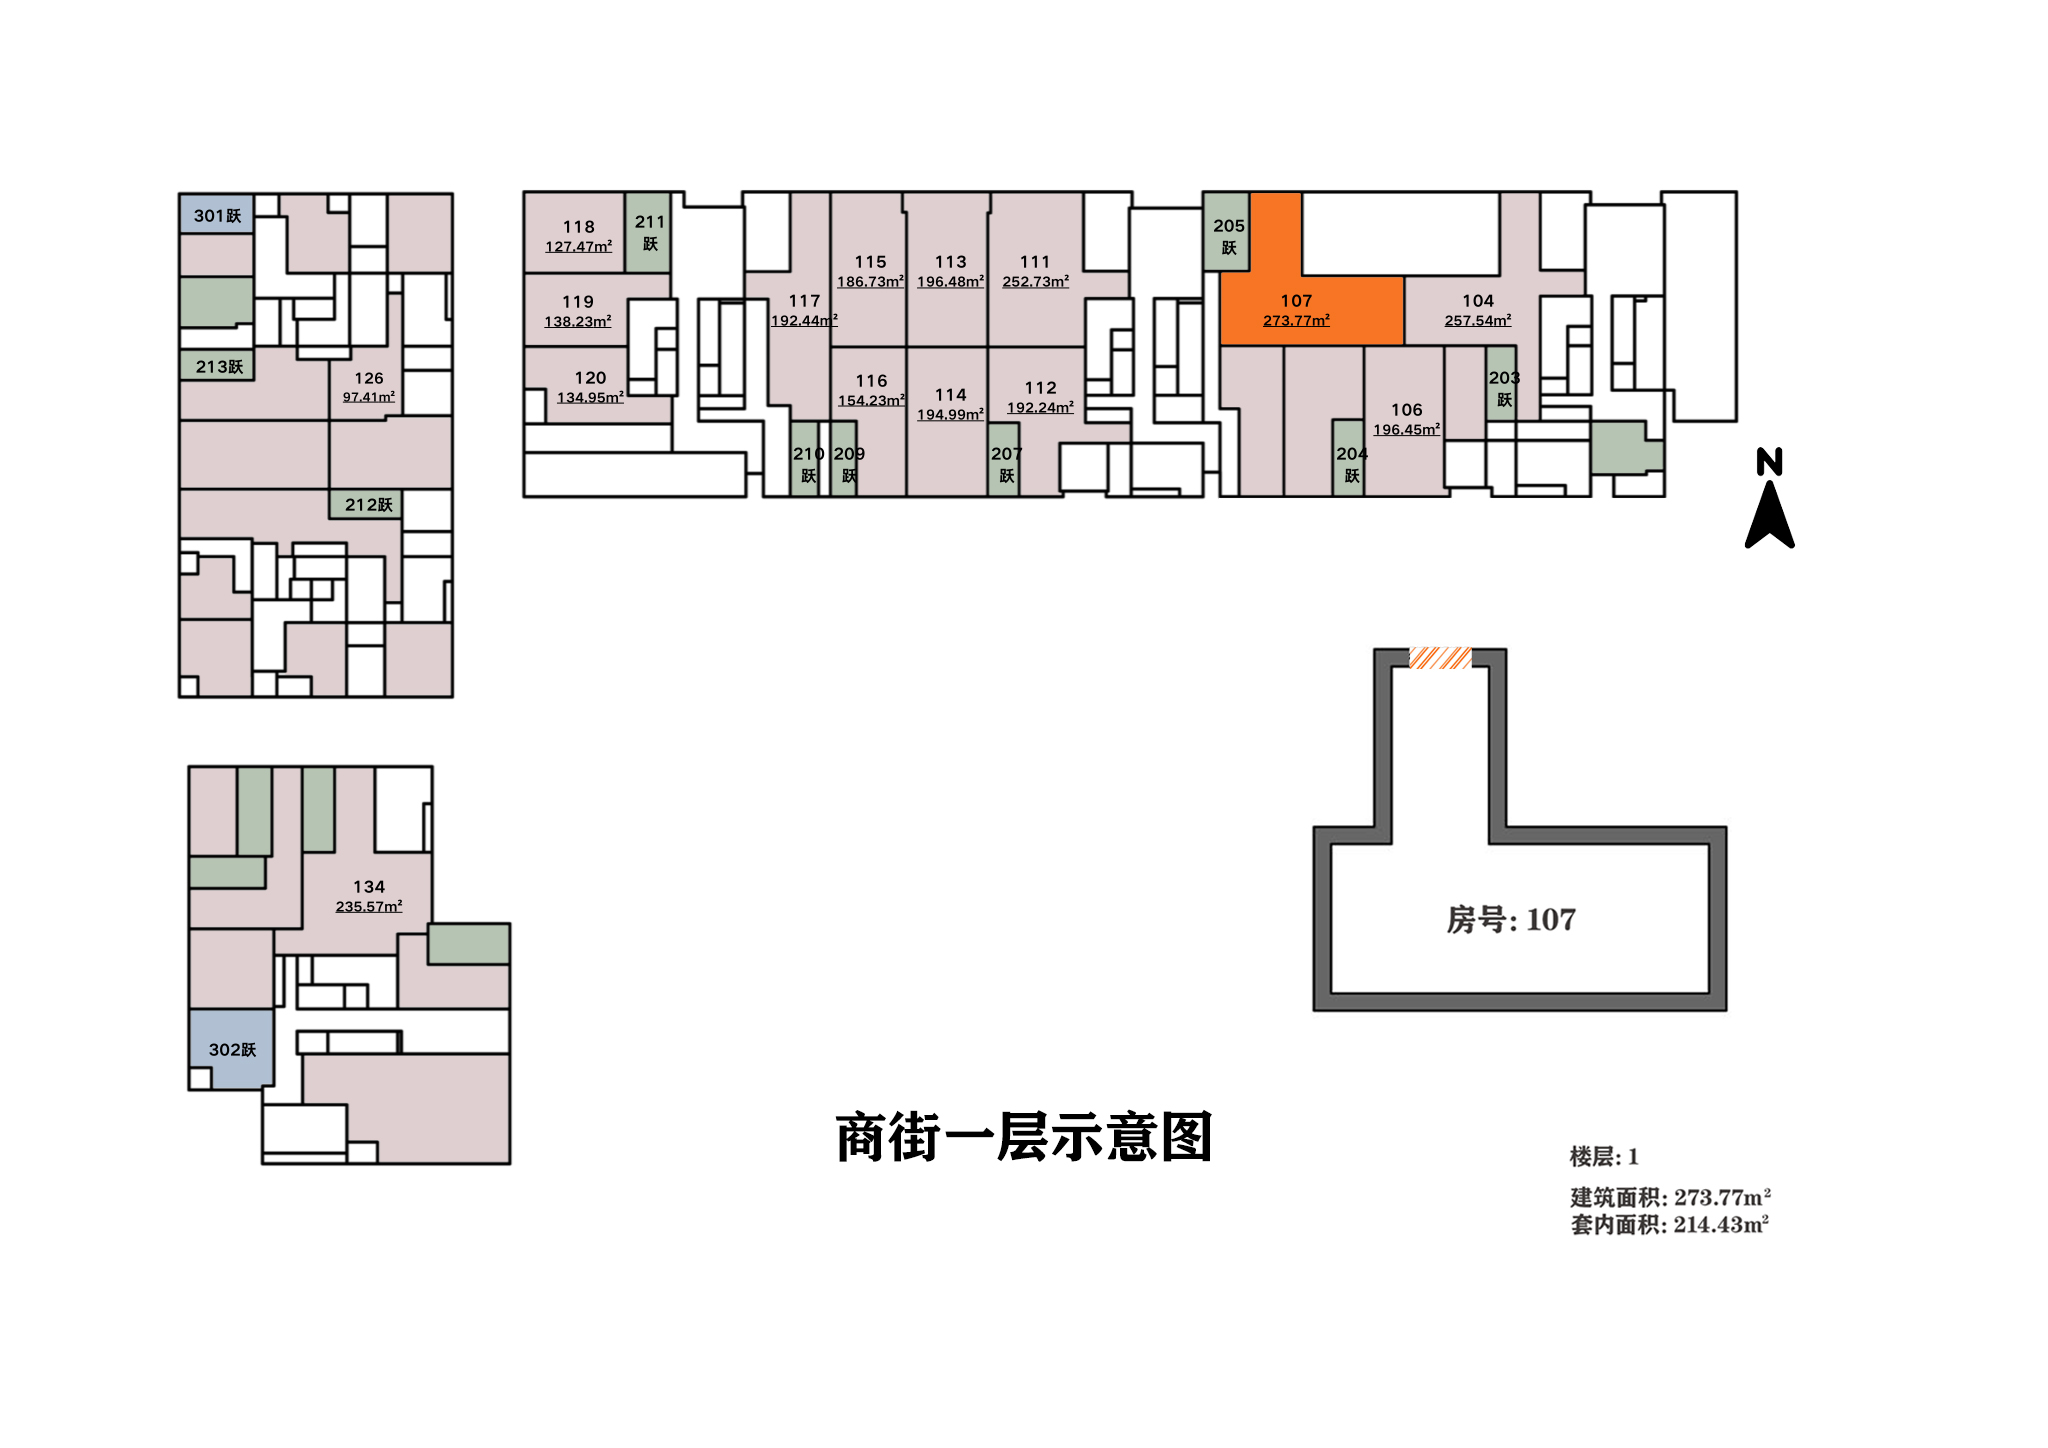 301跃
213跃
126
97.41m²
212跃
118
127.47m²
211
跃
119
138.23m²
120
134.95m²
117
192.44m²
115
186.73m²
113
196.48m²
111
252.73m²
116
154.23m²
114
194.99m²
112
192.24m²
210
跃
209
跃
207
跃
205
跃
107
273.77m²
104
257.54m²
203
跃
106
196.45m²
204
跃
N
134
235.57m²
302跃
房号: 107
商街一层示意图
楼层: 1
建筑面积: 273.77m²
套内面积: 214.43m²